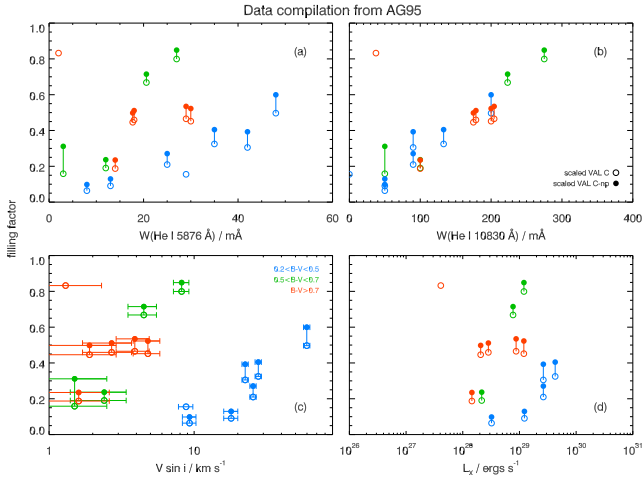 Data compilation from AG95
filling factor
1.0
0.8
0.6
0.4
0.2
0.0
(a)
0 20 40 60
W(He I 5876 Å) / mÅ
(b)
scaled VAL C
scaled VAL C-np
0 100 200 300 400
W(He I 10830 Å) / mÅ
1.0
0.8
0.6
0.4
0.2
0.0
0.2<B-V<0.5
0.5<B-V<0.7
B-V>0.7
(c)
1 10
V sin i / km s⁻¹
(d)
10²⁶ 10²⁷ 10²⁸ 10²⁹ 10³⁰ 10³¹
Lₓ / ergs s⁻¹